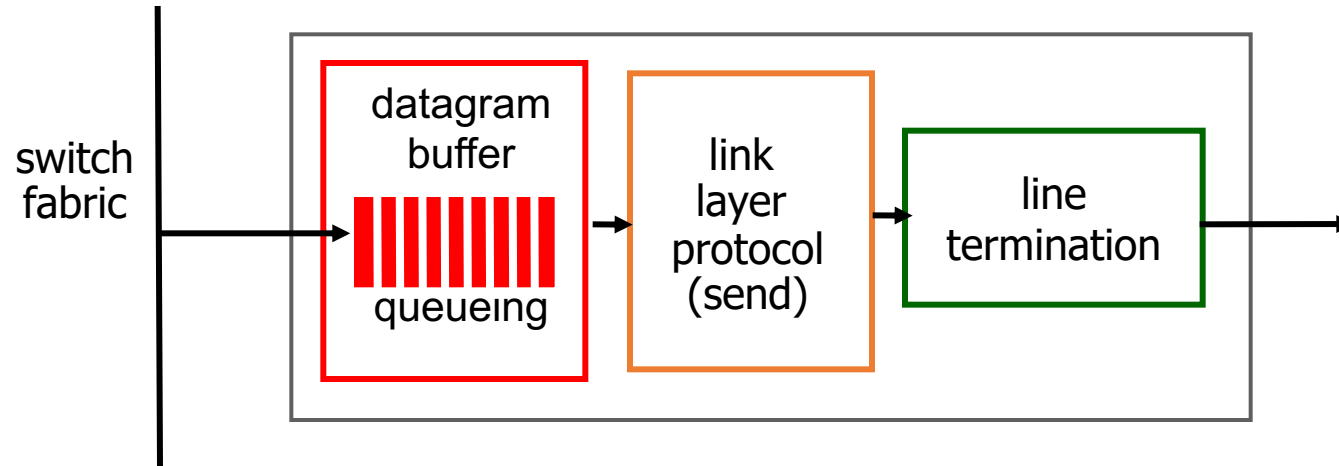 switch
fabric
datagram
buffer
queueing
link
layer
protocol
(send)
line
termination